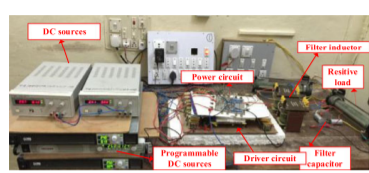 DC sources
Filter inductor
Power circuit
Resitive
load
Programmable
DC sources
Driver circuit
Filter
capacitor